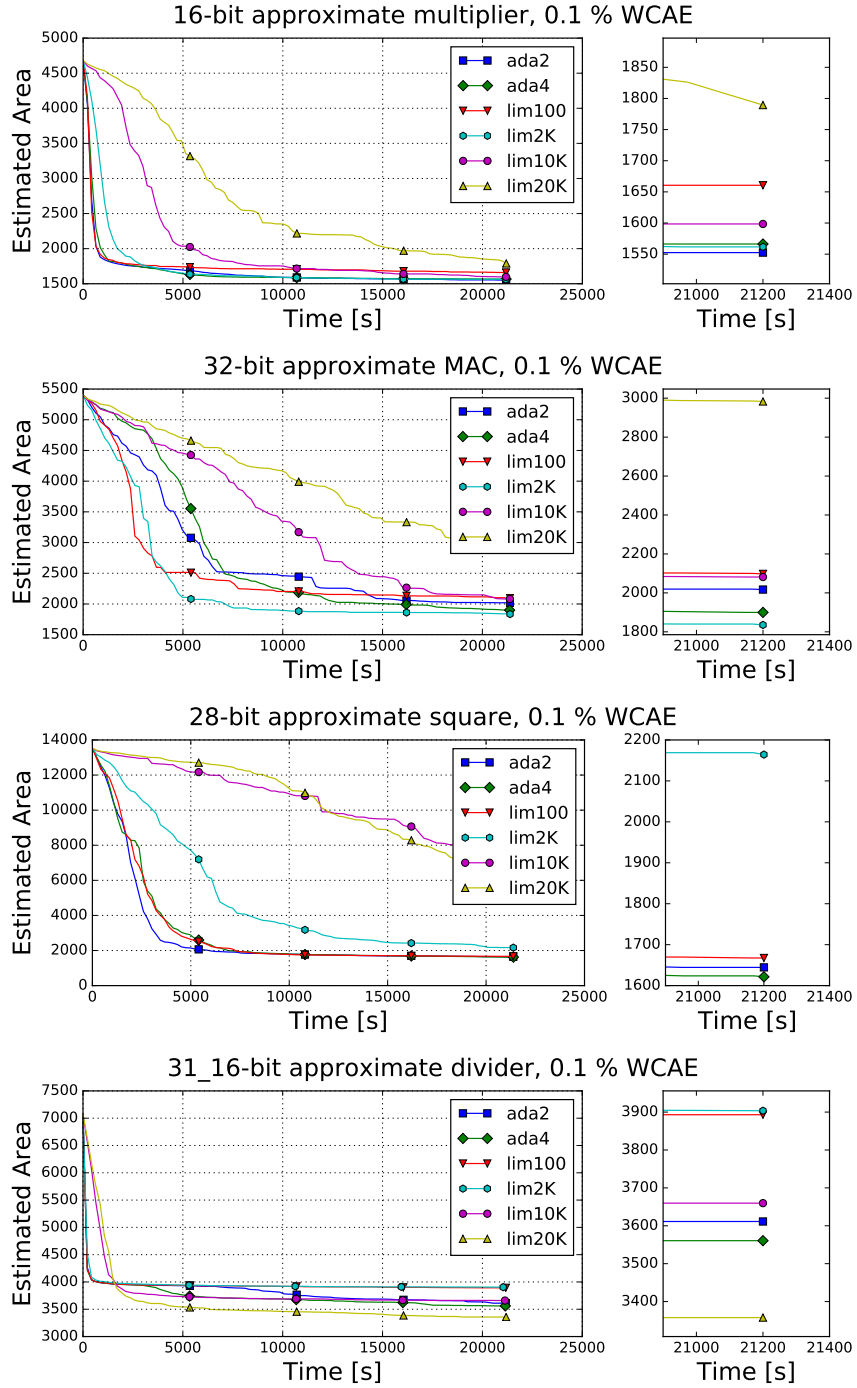 16-bit approximate multiplier, 0.1 % WCAE
Estimated Area
5000
4500
4000
3500
3000
2500
2000
1500
0 5000 10000 15000 20000 25000
Time [s]
ada2
ada4
lim100
lim2K
lim10K
lim20K
1850
1800
1750
1700
1650
1600
1550
21000 21200 21400
Time [s]
32-bit approximate MAC, 0.1 % WCAE
Estimated Area
5500
5000
4500
4000
3500
3000
2500
2000
1500
0 5000 10000 15000 20000 25000
Time [s]
ada2
ada4
lim100
lim2K
lim10K
lim20K
3000
2800
2600
2400
2200
2000
1800
21000 21200 21400
Time [s]
28-bit approximate square, 0.1 % WCAE
Estimated Area
14000
12000
10000
8000
6000
4000
2000
0
0 5000 10000 15000 20000 25000
Time [s]
ada2
ada4
lim100
lim2K
lim10K
lim20K
2200
2100
2000
1900
1800
1700
1600
21000 21200 21400
Time [s]
31_16-bit approximate divider, 0.1 % WCAE
Estimated Area
7500
7000
6500
6000
5500
5000
4500
4000
3500
3000
0 5000 10000 15000 20000 25000
Time [s]
ada2
ada4
lim100
lim2K
lim10K
lim20K
3900
3800
3700
3600
3500
3400
21000 21200 21400
Time [s]